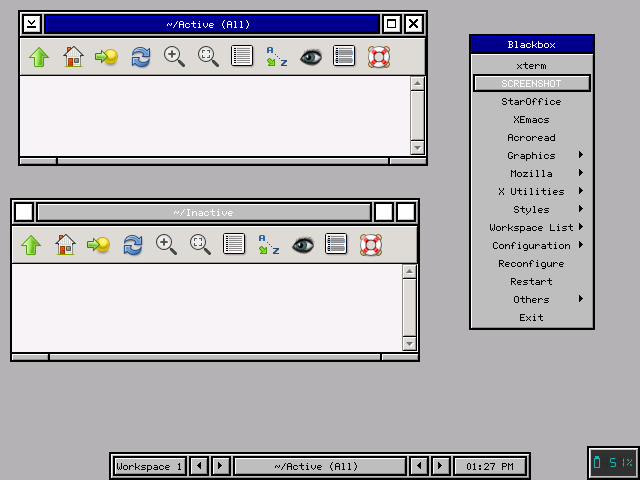 ~/Active (All)
Blackbox
xterm
SCREENSHOT
StarOffice
XEmacs
Acroread
Graphics
Mozilla
X Utilities
Styles
Workspace List
Configuration
Reconfigure
Restart
Others
Exit
A
Z
~/Inactive
A
Z
Workspace 1
~/Active (All)
01:27 PM
51%